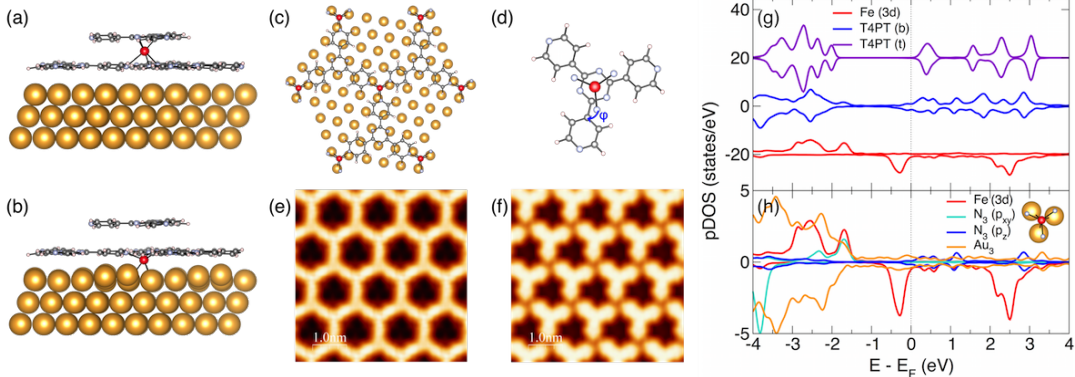 (a)
(b)
(c)
(d)
φ
(e)
1.0nm
(f)
1.0nm
(g)
Fe (3d)
T4PT (b)
T4PT (t)
40
20
0
-20
5
(h)
Fe (3d)
N3 (pxy)
N3 (pz)
Au3
0
-5
pDOS (states/eV)
-4 -3 -2 -1 0 1 2 3 4
E - EF (eV)